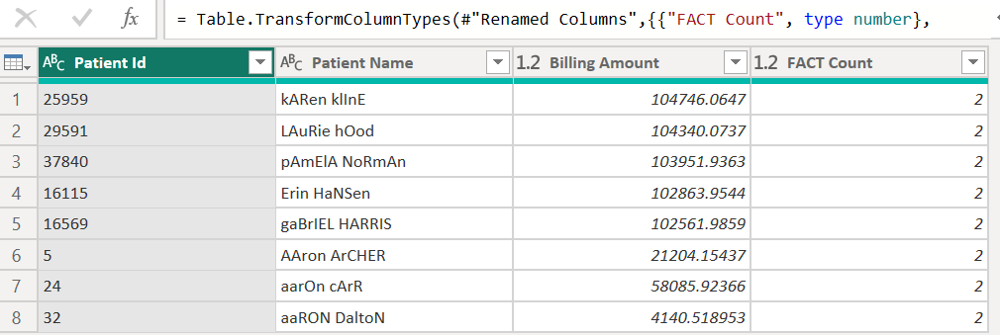 fx = Table.TransformColumnTypes(#"Renamed Columns",{{"FACT Count", type number},
ABC Patient Id ABC Patient Name 1.2 Billing Amount 1.2 FACT Count
1 25959 kARen klInE 104746.0647 2
2 29591 LAuRie hOod 104340.0737 2
3 37840 pAmElA NoRmAn 103951.9363 2
4 16115 Erin HaNSen 102863.9544 2
5 16569 gaBrIEL HARRIS 102561.9859 2
6 5 AAron ArCHER 21204.15437 2
7 24 aarOn cArR 58085.92366 2
8 32 aaRON DaltoN 4140.518953 2